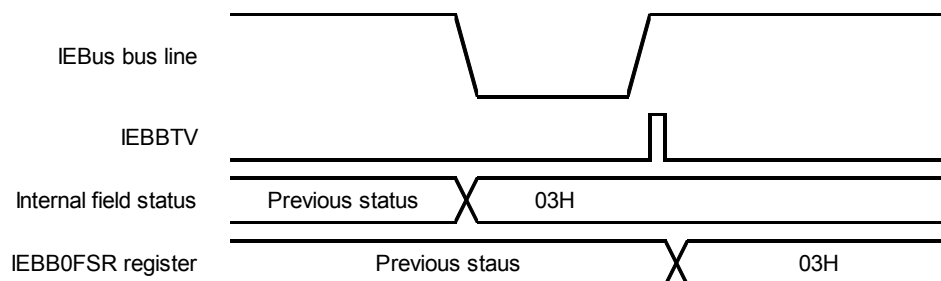 IEBus bus line
IEBBTV
Internal field status Previous status 03H
IEBB0FSR register Previous staus 03H